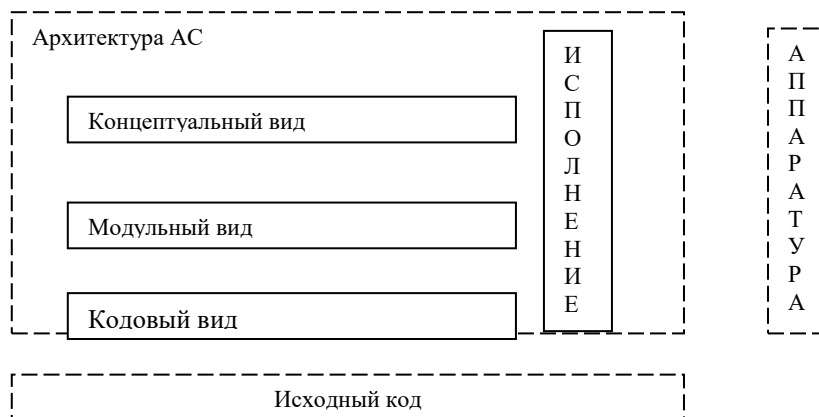 Архитектура АС
Концептуальный вид
Модульный вид
Кодовый вид
ИСПОЛНЕНИЕ
АППАРАТУРА
Исходный код